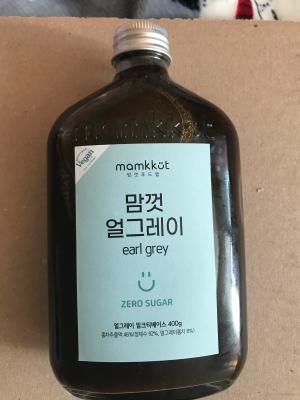 Vegan
mamkkut
맘껏
얼그레이
earl grey
ZERO SUGAR
얼그레이 밀크티베이스 400g